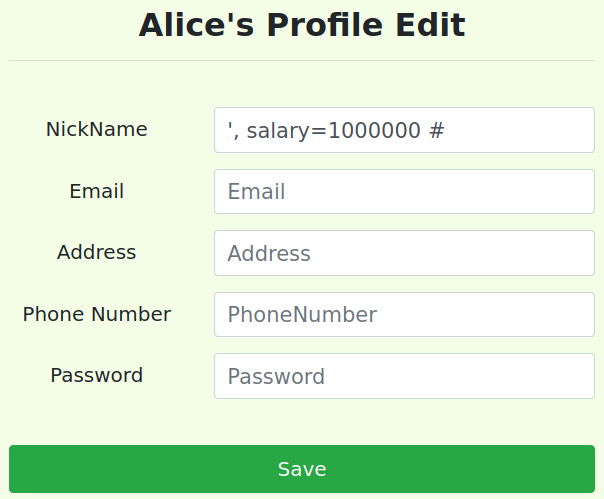 Alice's Profile Edit
NickName
', salary=1000000 #
Email
Email
Address
Address
Phone Number
PhoneNumber
Password
Password
Save